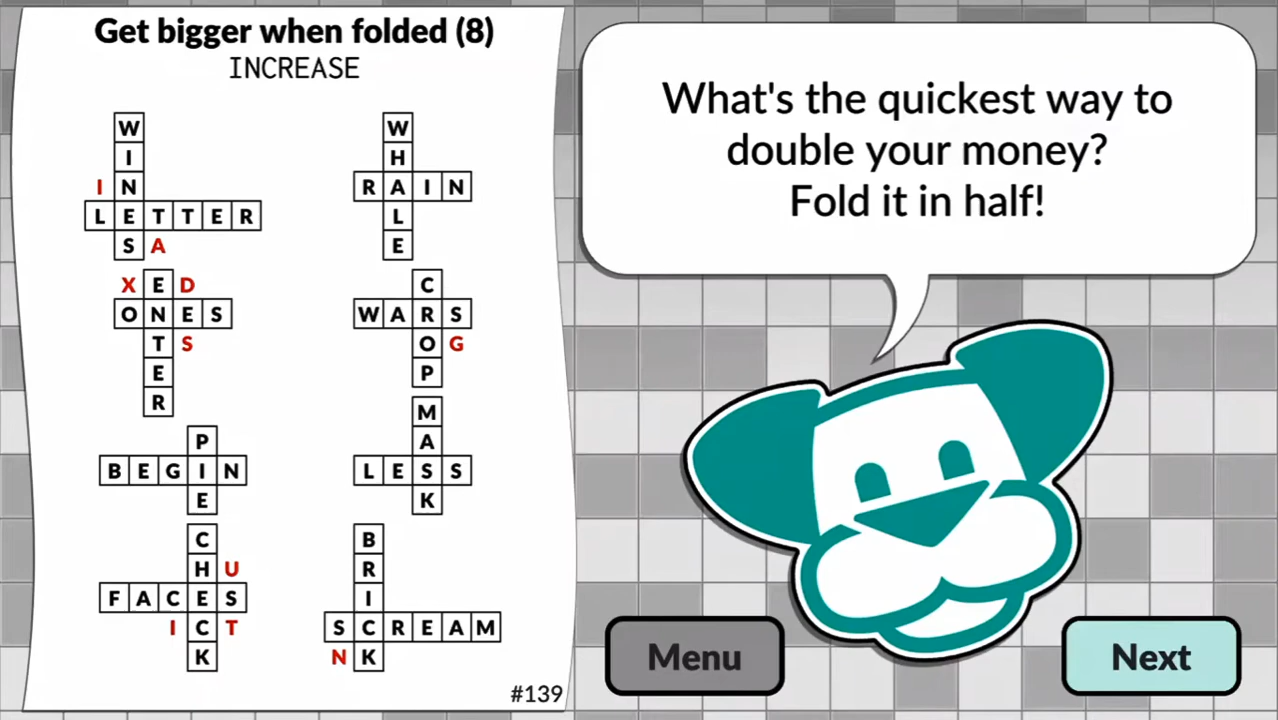 Get bigger when folded (8)
INCREASE
W
I
I N
L E T T E R
S A
W
H
R A I N
L
E
X E D
O N E S
T S
E
R
C
W A R S
O G
P
P
B E G I N
E
M
A
L E S S
K
C
H U
F A C E S
I C T
K
B
R
I
S C R E A M
N K
#139
What's the quickest way to
double your money?
Fold it in half!
Menu
Next